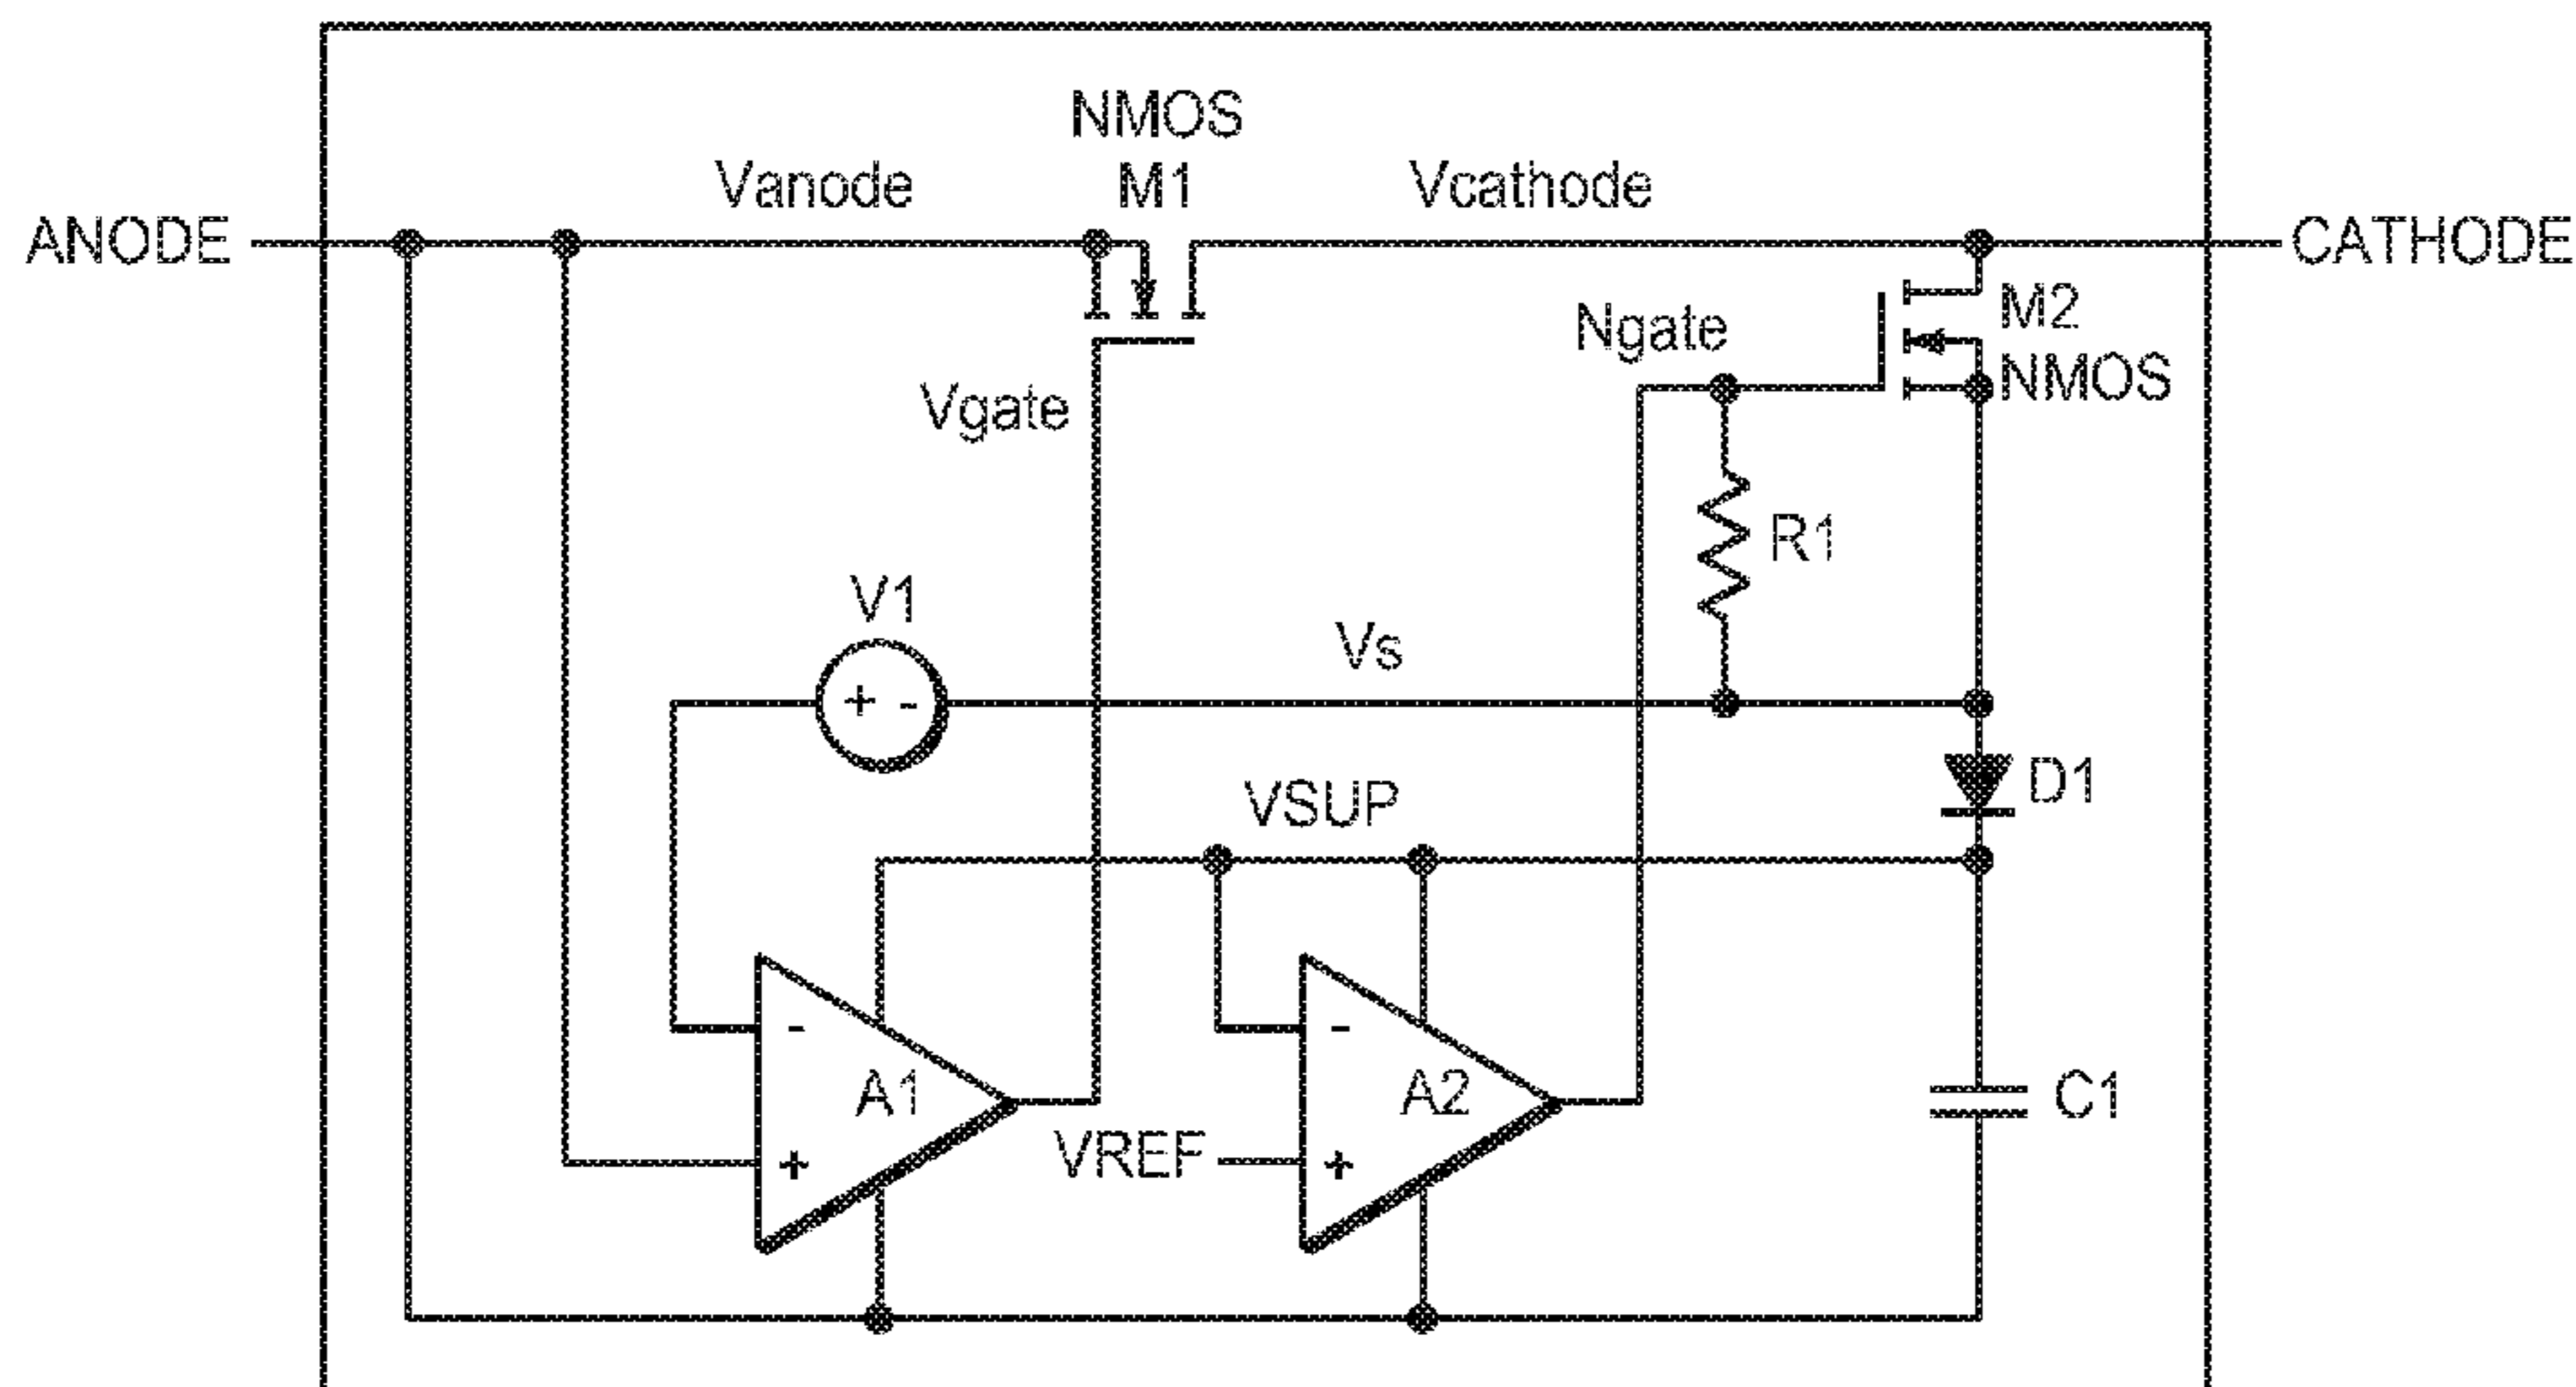 NMOS
M1
Vanode
Vcathode
ANODE
CATHODE
M2
NMOS
Ngate
Vgate
R1
V1
+ -
Vs
D1
VSUP
-
-
A1
A2
C1
VREF
+
+